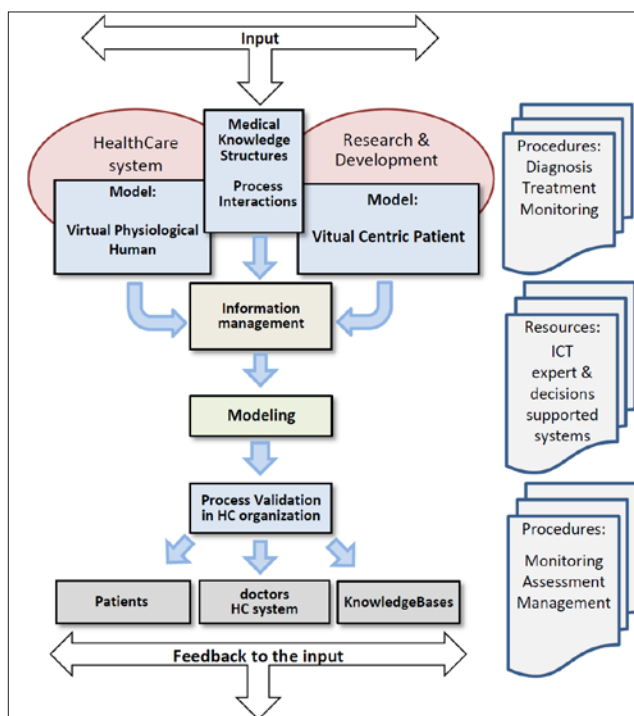 Input
HealthCare
system
Medical
Knowledge
Structures
Process
Interactions
Research &
Development
Model:
Virtual Physiological
Human
Model:
Vitual Centric Patient
Information
management
Modeling
Process Validation
in HC organization
Patients
doctors
HC system
KnowledgeBases
Feedback to the input
Procedures:
Diagnosis
Treatment
Monitoring
Resources:
ICT
expert &
decisions
supported
systems
Procedures:
Monitoring
Assessment
Management